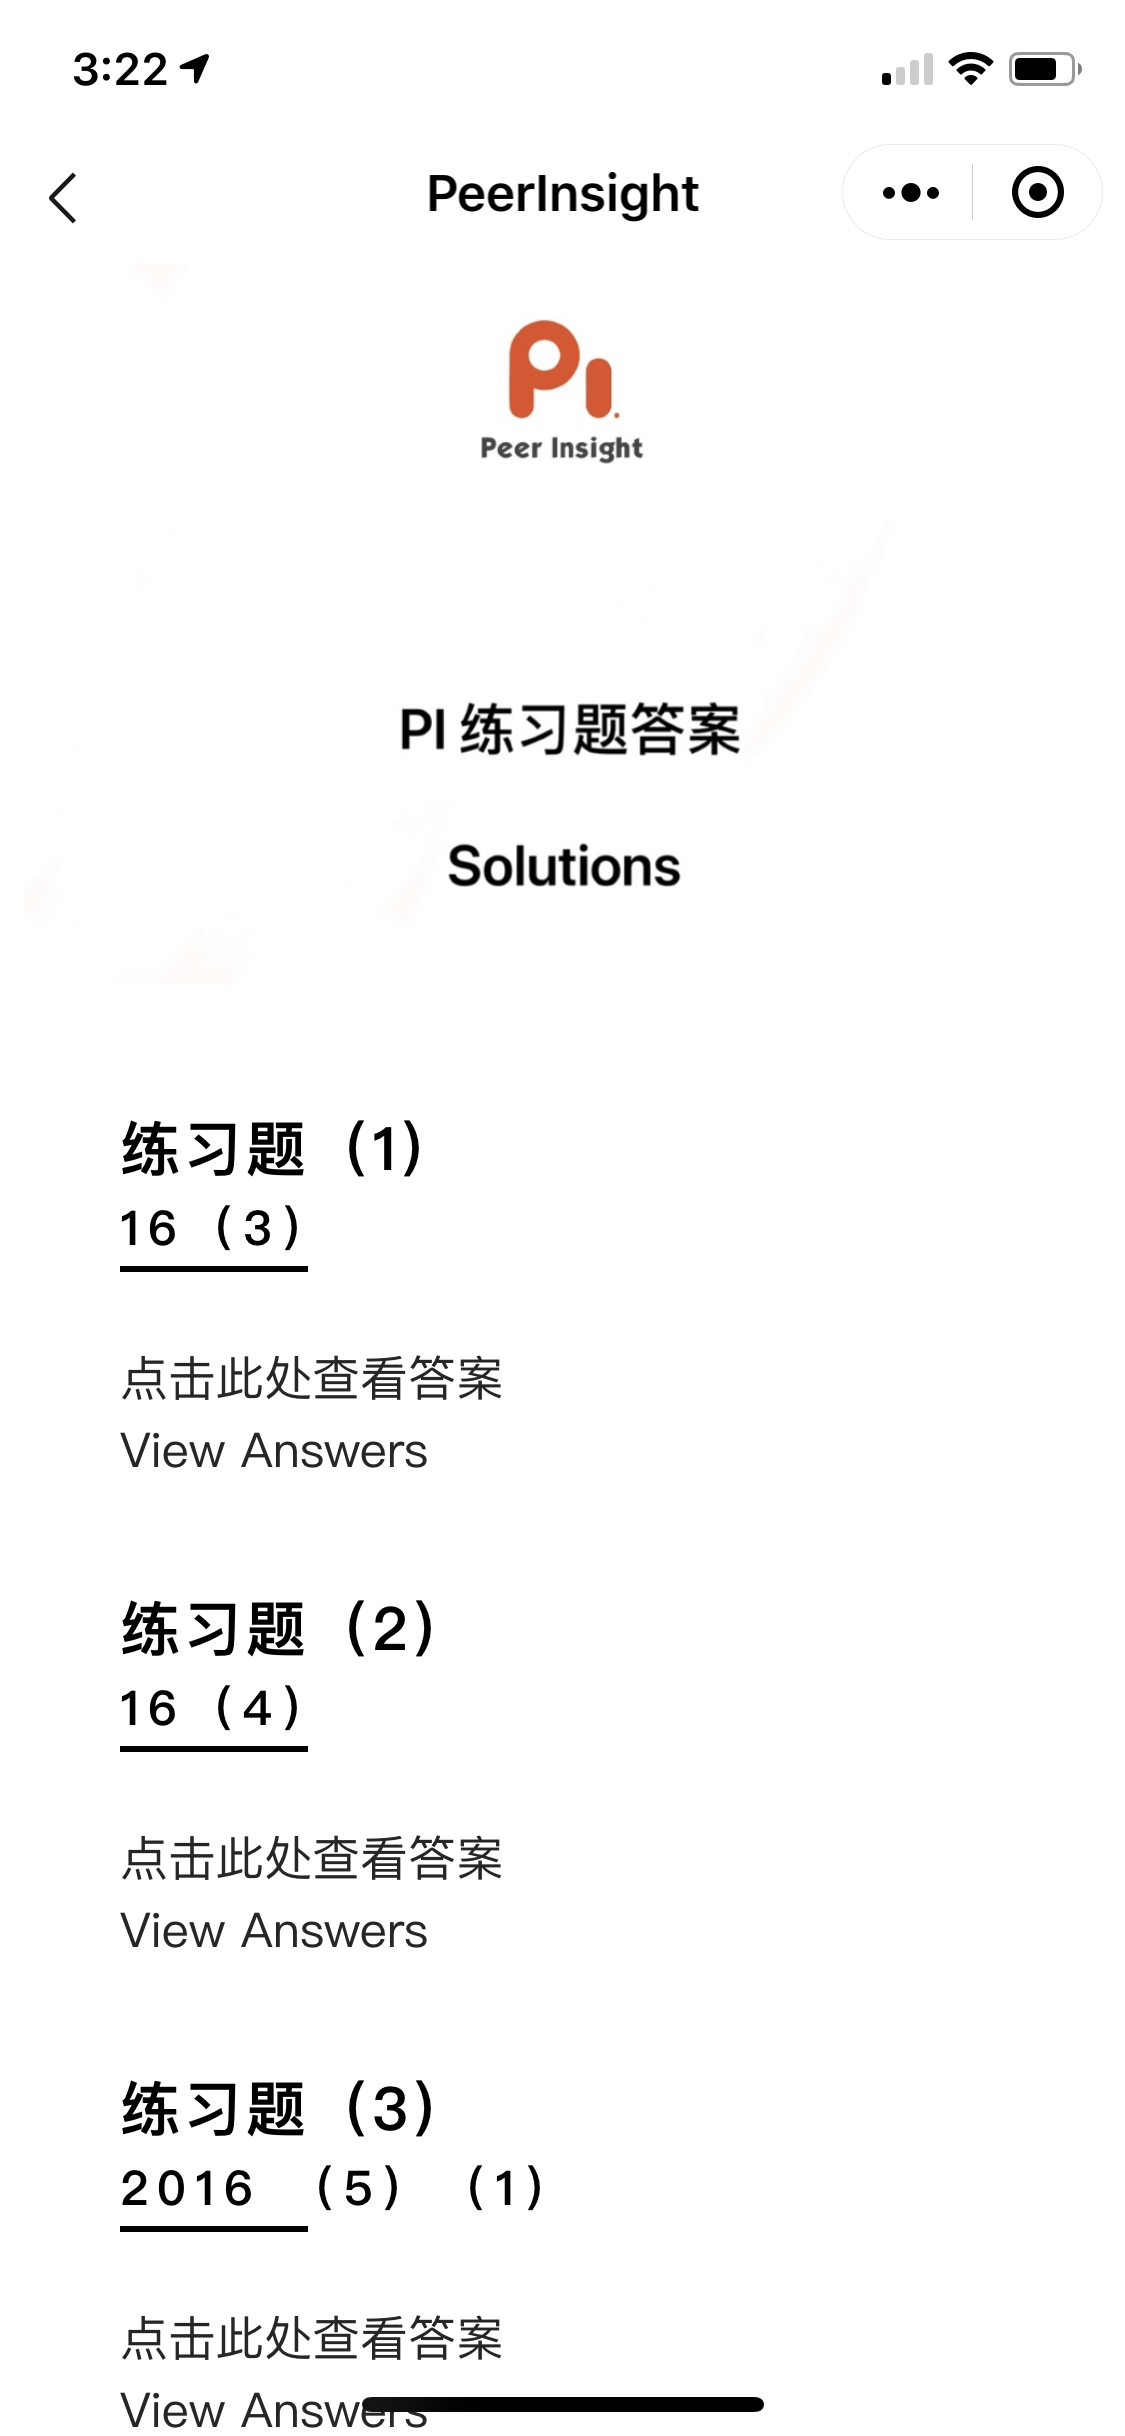 3:22
PeerInsight
PI.
Peer Insight
PI 练习题答案
Solutions
练习题（1）
16 （3）
点击此处查看答案
View Answers
练习题（2）
16 （4）
点击此处查看答案
View Answers
练习题（3）
2016 （5） （1）
点击此处查看答案
View Answers